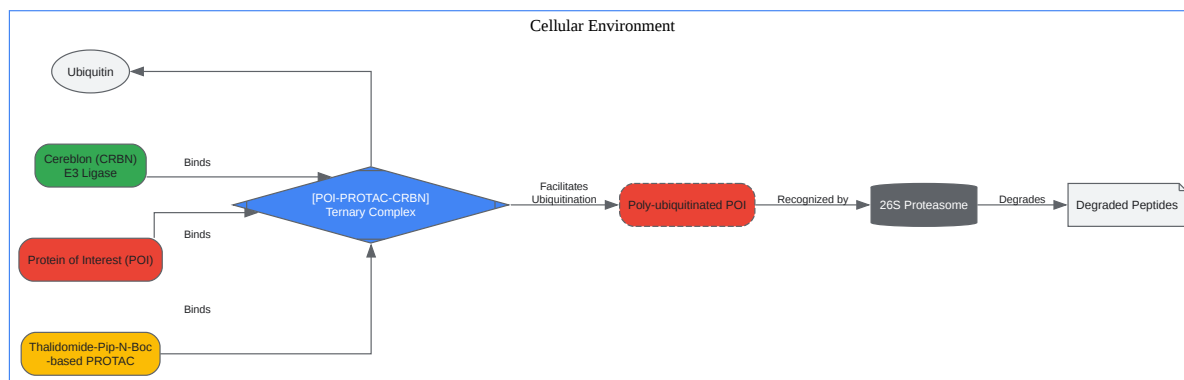 Cellular Environment
Ubiquitin
Cereblon (CRBN)
E3 Ligase
Binds
[POI-PROTAC-CRBN]
Ternary Complex
Facilitates
Ubiquitination
Poly-ubiquitinated POI
Recognized by
26S Proteasome
Degrades
Degraded Peptides
Binds
Protein of Interest (POI)
Binds
Thalidomide-Pip-N-Boc
-based PROTAC